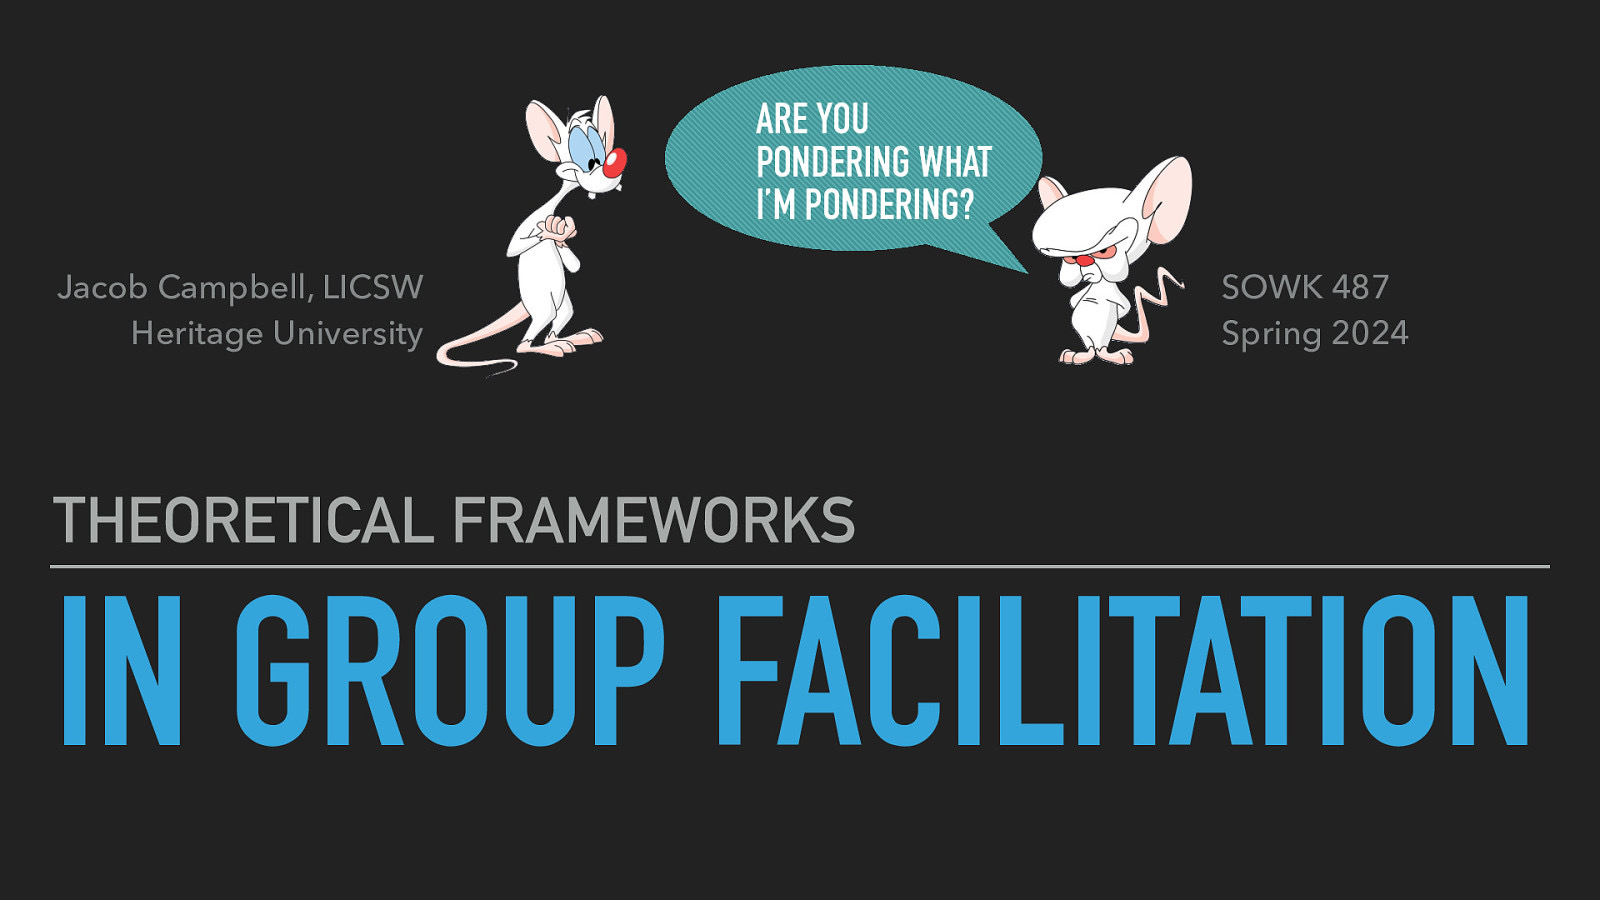 ARE YOU
PONDERING WHAT
I'M PONDERING?
Jacob Campbell, LICSW
Heritage University
SOWK 487
Spring 2024
THEORETICAL FRAMEWORKS
IN GROUP FACILITATION